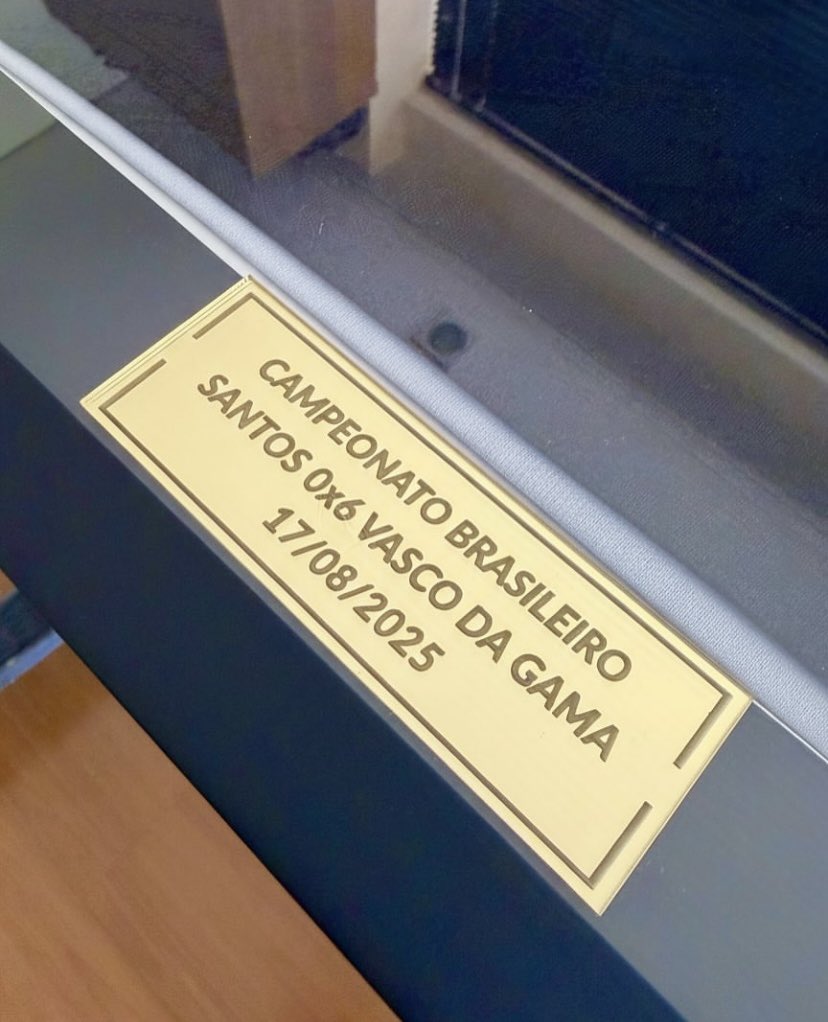 CAMPEONATO BRASILEIRO
SANTOS 0x6 VASCO DA GAMA
17/08/2025